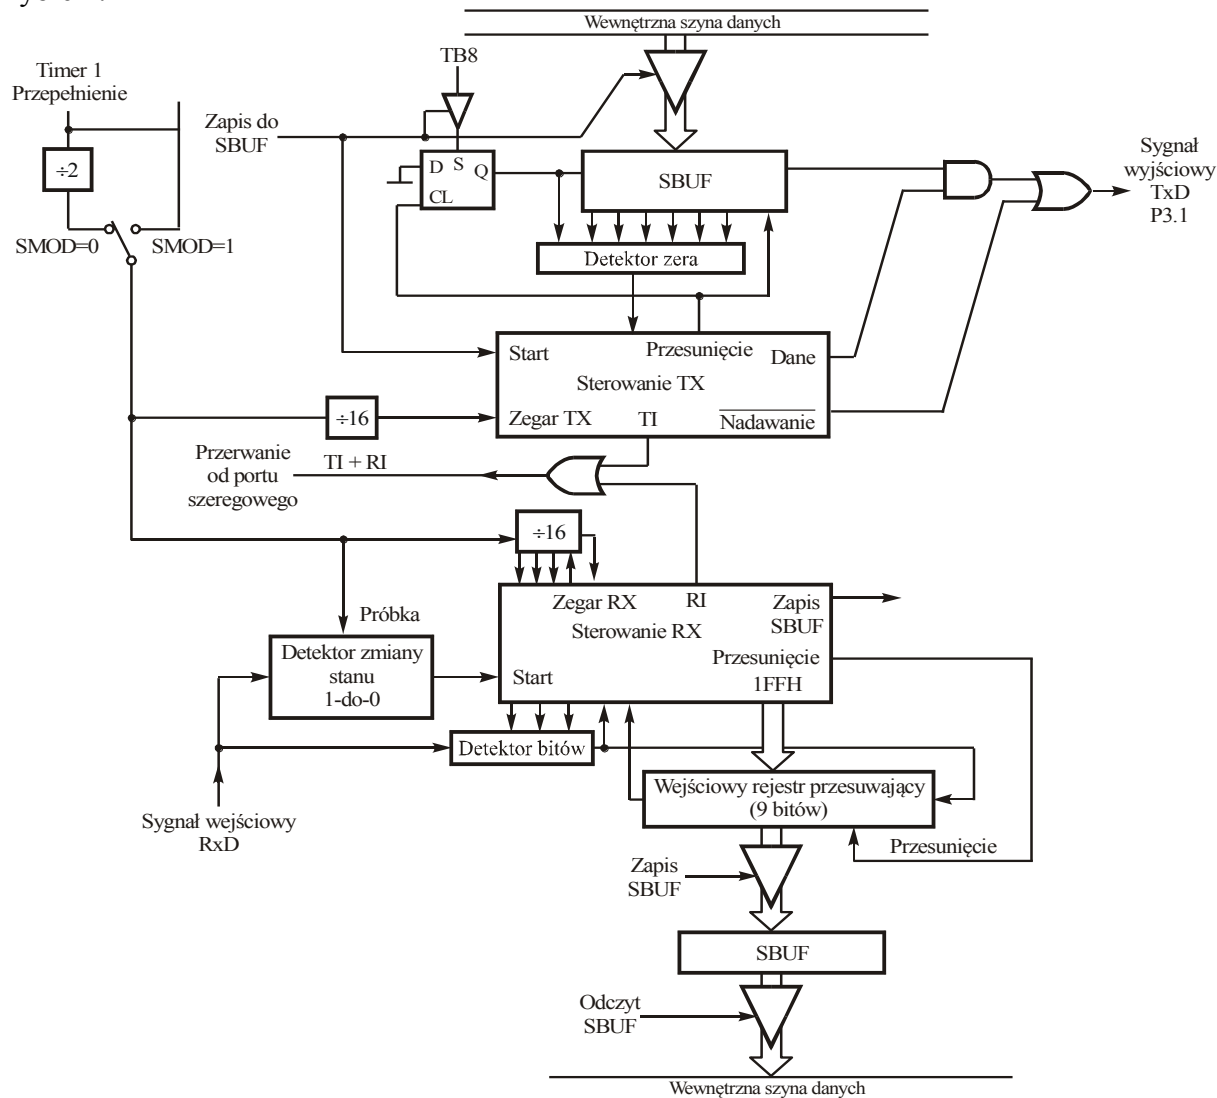 Wewnętrzna szyna danych
TB8
Timer 1
Przepełnienie
Zapis do
SBUF
÷2
D S Q
CL
SBUF
Sygnał
wyjściowy
TxD
P3.1
SMOD=0
SMOD=1
Detektor zera
Start
Przesunięcie
Dane
Sterowanie TX
÷16
Zegar TX
TI
Nadawanie
Przerwanie
od portu
szeregowego
TI + RI
÷16
Zegar RX
RI
Zapis
SBUF
Sterowanie RX
Próbka
Detektor zmiany
stanu
1-do-0
Start
Przesunięcie
1FFH
Detektor bitów
Wejściowy rejestr przesuwający
(9 bitów)
Sygnał wejściowy
RxD
Przesunięcie
Zapis
SBUF
SBUF
Odczyt
SBUF
Wewnętrzna szyna danych